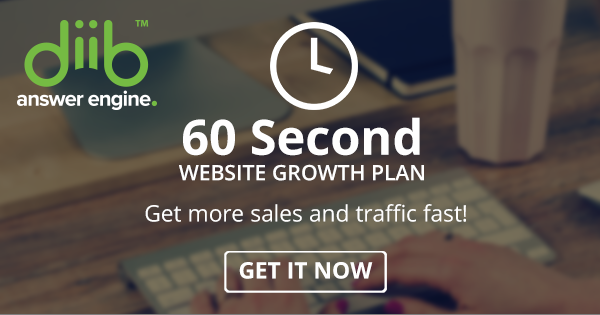 diib™
answer engine.
60 Second
WEBSITE GROWTH PLAN
Get more sales and traffic fast!
GET IT NOW